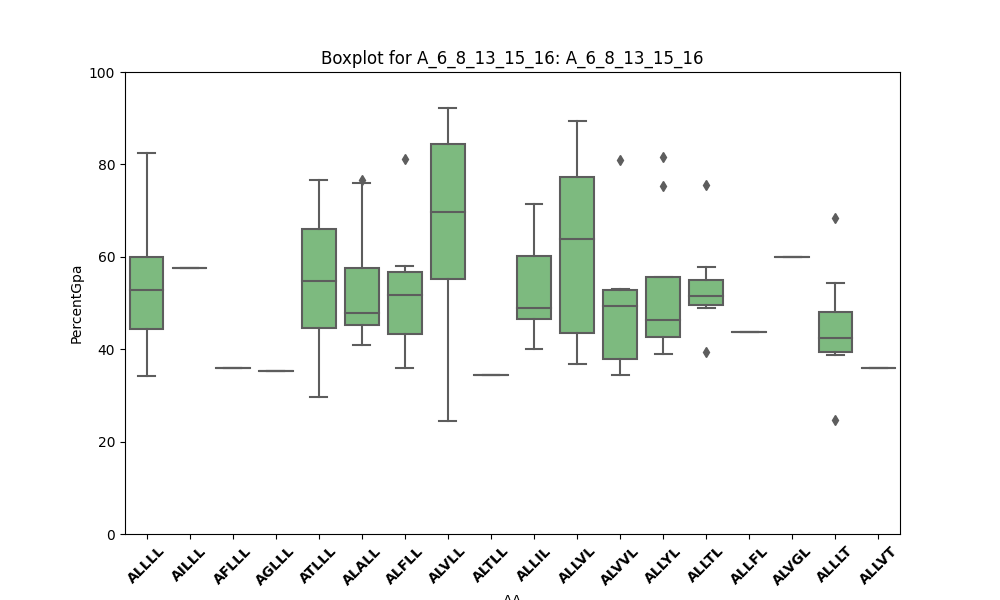 Boxplot for A_6_8_13_15_16: A_6_8_13_15_16
PercentGpa
100
80
60
40
20
0
ALLLL
AILLL
AFLLL
AGLLL
ATLLL
ALALL
ALFLL
ALVLL
ALTLL
ALLIL
ALLVL
ALVVL
ALLYL
ALLTL
ALLFL
ALVGL
ALLLT
ALLVT
AA